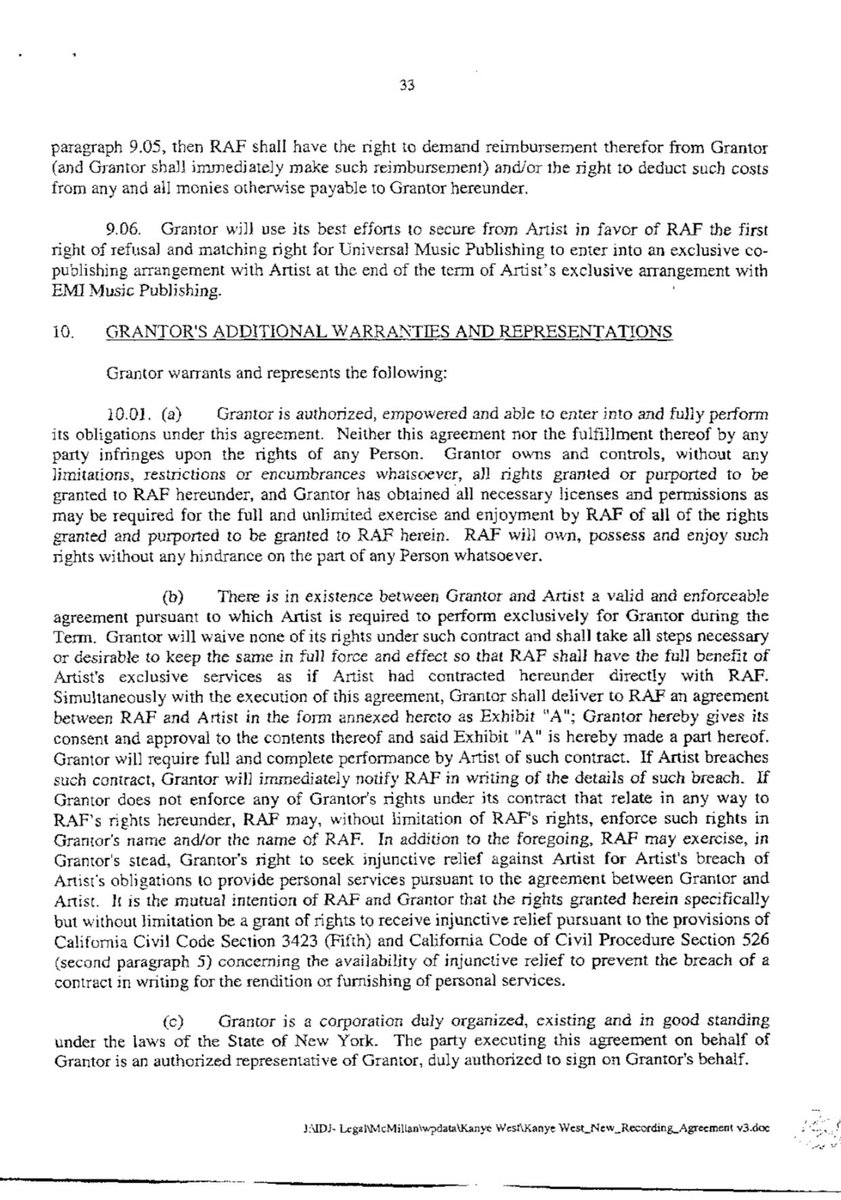 33
paragraph 9.05, then RAF shall have the right to demand reimbursement therefor from Grantor
(and Grantor shall immediately make such reimbursement) and/or the right to deduct such costs
from any and all monies otherwise payable to Grantor hereunder.
9.06. Grantor will use its best efforts to secure from Artist in favor of RAF the first
right of refusal and matching right for Universal Music Publishing to enter into an exclusive co-
publishing arrangement with Artist at the end of the term of Artist's exclusive arrangement with
EMI Music Publishing.
10. GRANTOR'S ADDITIONAL WARRANTIES AND REPRESENTATIONS
Grantor warrants and represents the following:
10.01. (a) Grantor is authorized, empowered and able to enter into and fully perform
its obligations under this agreement. Neither this agreement nor the fulfillment thereof by any
party infringes upon the rights of any Person. Grantor owns and controls, without any
limitations, restrictions or encumbrances whatsoever, all rights granted or purported to be
granted to RAF hereunder, and Grantor has obtained all necessary licenses and permissions as
may be required for the full and unlimited exercise and enjoyment by RAF of all of the rights
granted and purported to be granted to RAF herein. RAF will own, possess and enjoy such
rights without any hindrance on the part of any Person whatsoever.
(b) There is in existence between Grantor and Artist a valid and enforceable
agreement pursuant to which Artist is required to perform exclusively for Grantor during the
Term. Grantor will waive none of its rights under such contract and shall take all steps necessary
or desirable to keep the same in full force and effect so that RAF shall have the full benefit of
Artist's exclusive services as if Artist had contracted hereunder directly with RAF.
Simultaneously with the execution of this agreement, Grantor shall deliver to RAF an agreement
between RAF and Artist in the form annexed hereto as Exhibit "A"; Grantor hereby gives its
consent and approval to the contents thereof and said Exhibit "A" is hereby made a part hereof.
Grantor will require full and complete performance by Artist of such contract. If Artist breaches
such contract, Grantor will immediately notify RAF in writing of the details of such breach. If
Grantor does not enforce any of Grantor's rights under its contract that relate in any way to
RAF's rights hereunder, RAF may, without limitation of RAF's rights, enforce such rights in
Grantor's name and/or the name of RAF. In addition to the foregoing, RAF may exercise, in
Grantor's stead, Grantor's right to seek injunctive relief against Artist for Artist's breach of
Artist's obligations to provide personal services pursuant to the agreement between Grantor and
Artist. It is the mutual intention of RAF and Grantor that the rights granted herein specifically
but without limitation be a grant of rights to receive injunctive relief pursuant to the provisions of
California Civil Code Section 3423 (Fifth) and California Code of Civil Procedure Section 526
(second paragraph 5) concerning the availability of injunctive relief to prevent the breach of a
contract in writing for the rendition or furnishing of personal services.
(c) Grantor is a corporation duly organized, existing and in good standing
under the laws of the State of New York. The party executing this agreement on behalf of
Grantor is an authorized representative of Grantor, duly authorized to sign on Grantor's behalf.
J:\IDJ- Legal\McMillan\wpdata\Kanye West\Kanye West_New_Recording_Agreement v3.doc